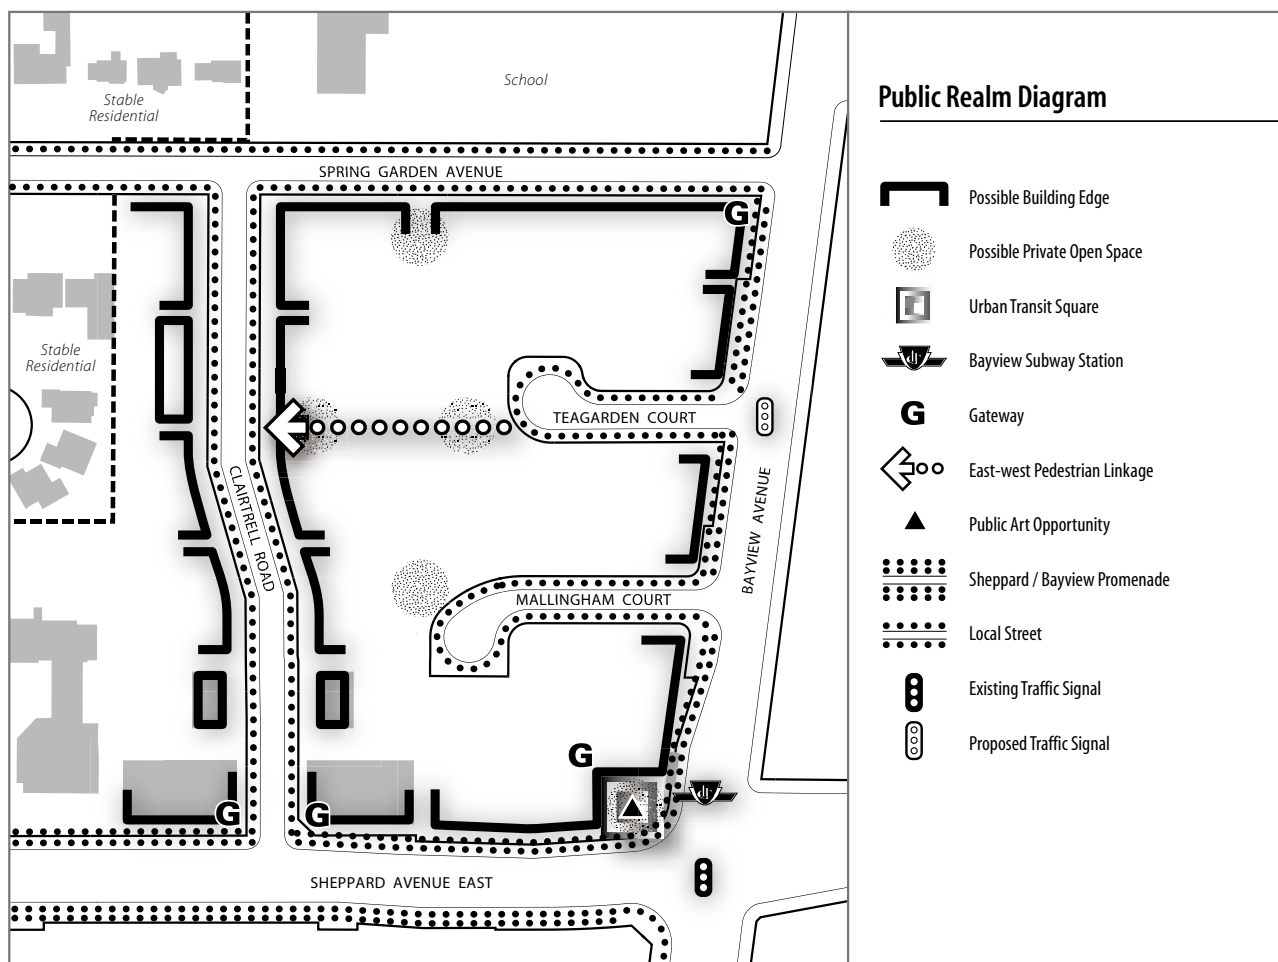 School
Stable
Residential
SPRING GARDEN AVENUE
G
Stable
Residential
TEAGARDEN COURT
CLAIRTRELL ROAD
BAYVIEW AVENUE
MALLINGHAM COURT
G
G
G
SHEPPARD AVENUE EAST
Public Realm Diagram
Possible Building Edge
Possible Private Open Space
Urban Transit Square
Bayview Subway Station
G
Gateway
East-west Pedestrian Linkage
Public Art Opportunity
Sheppard / Bayview Promenade
Local Street
Existing Traffic Signal
Proposed Traffic Signal